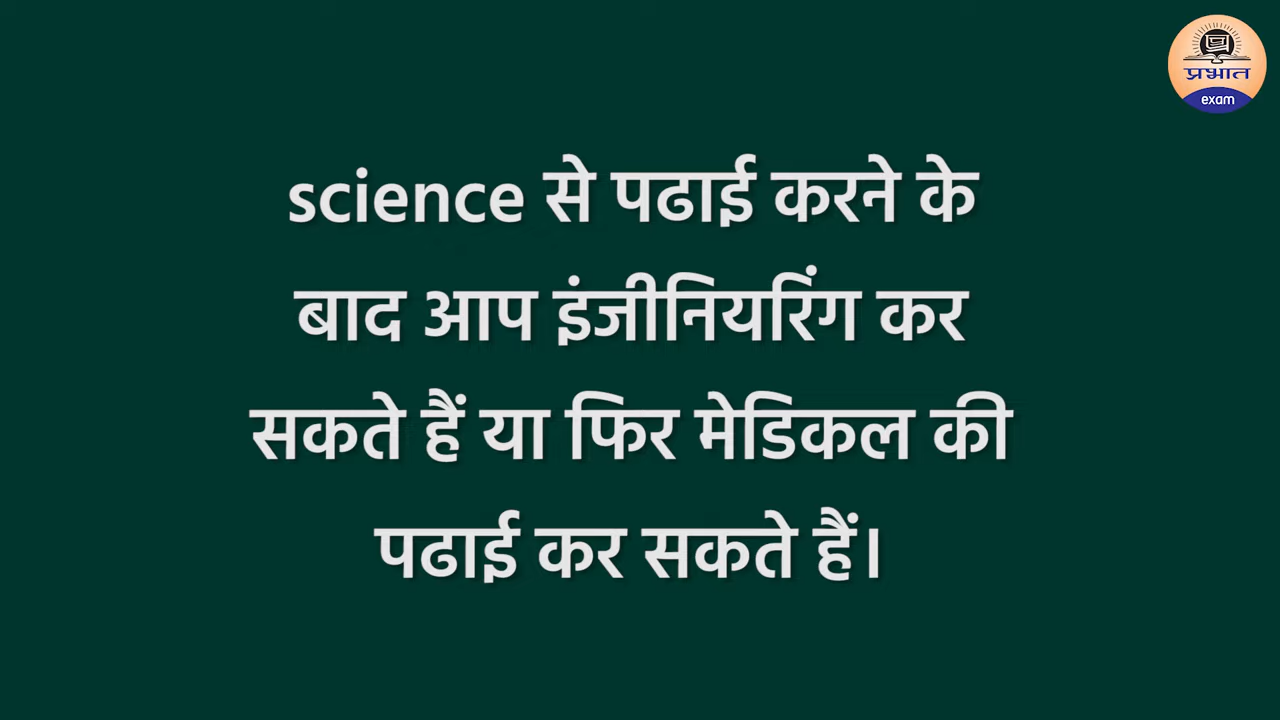 प्रभात
exam
science से पढाई करने के
बाद आप इंजीनियरिंग कर
सकते हैं या फिर मेडिकल की
पढाई कर सकते हैं।